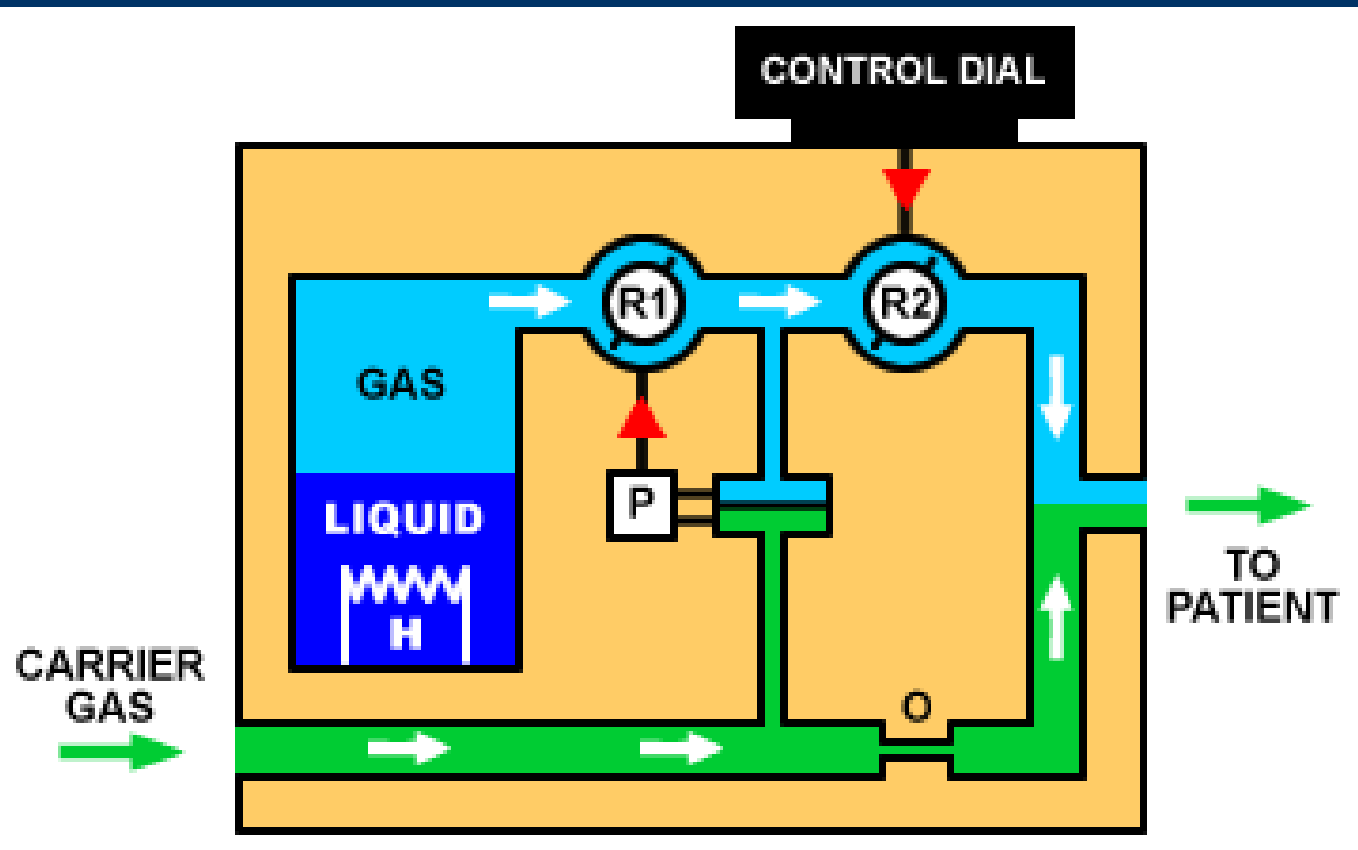 CONTROL DIAL
R1
R2
GAS
P
LIQUID
H
CARRIER
GAS
O
TO
PATIENT